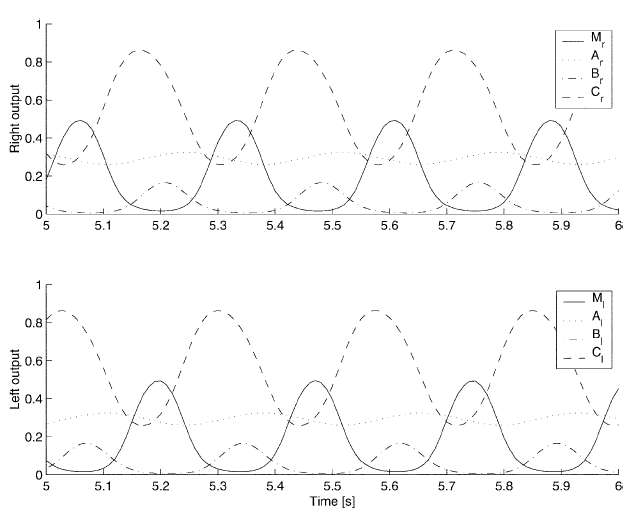 1
0.8
0.6
0.4
0.2
0
Right output
M_r
A_r
B_r
C_r
5 5.1 5.2 5.3 5.4 5.5 5.6 5.7 5.8 5.9 6
1
0.8
0.6
0.4
0.2
0
Left output
M_l
A_l
B_l
C_l
5 5.1 5.2 5.3 5.4 5.5 5.6 5.7 5.8 5.9 6
Time [s]